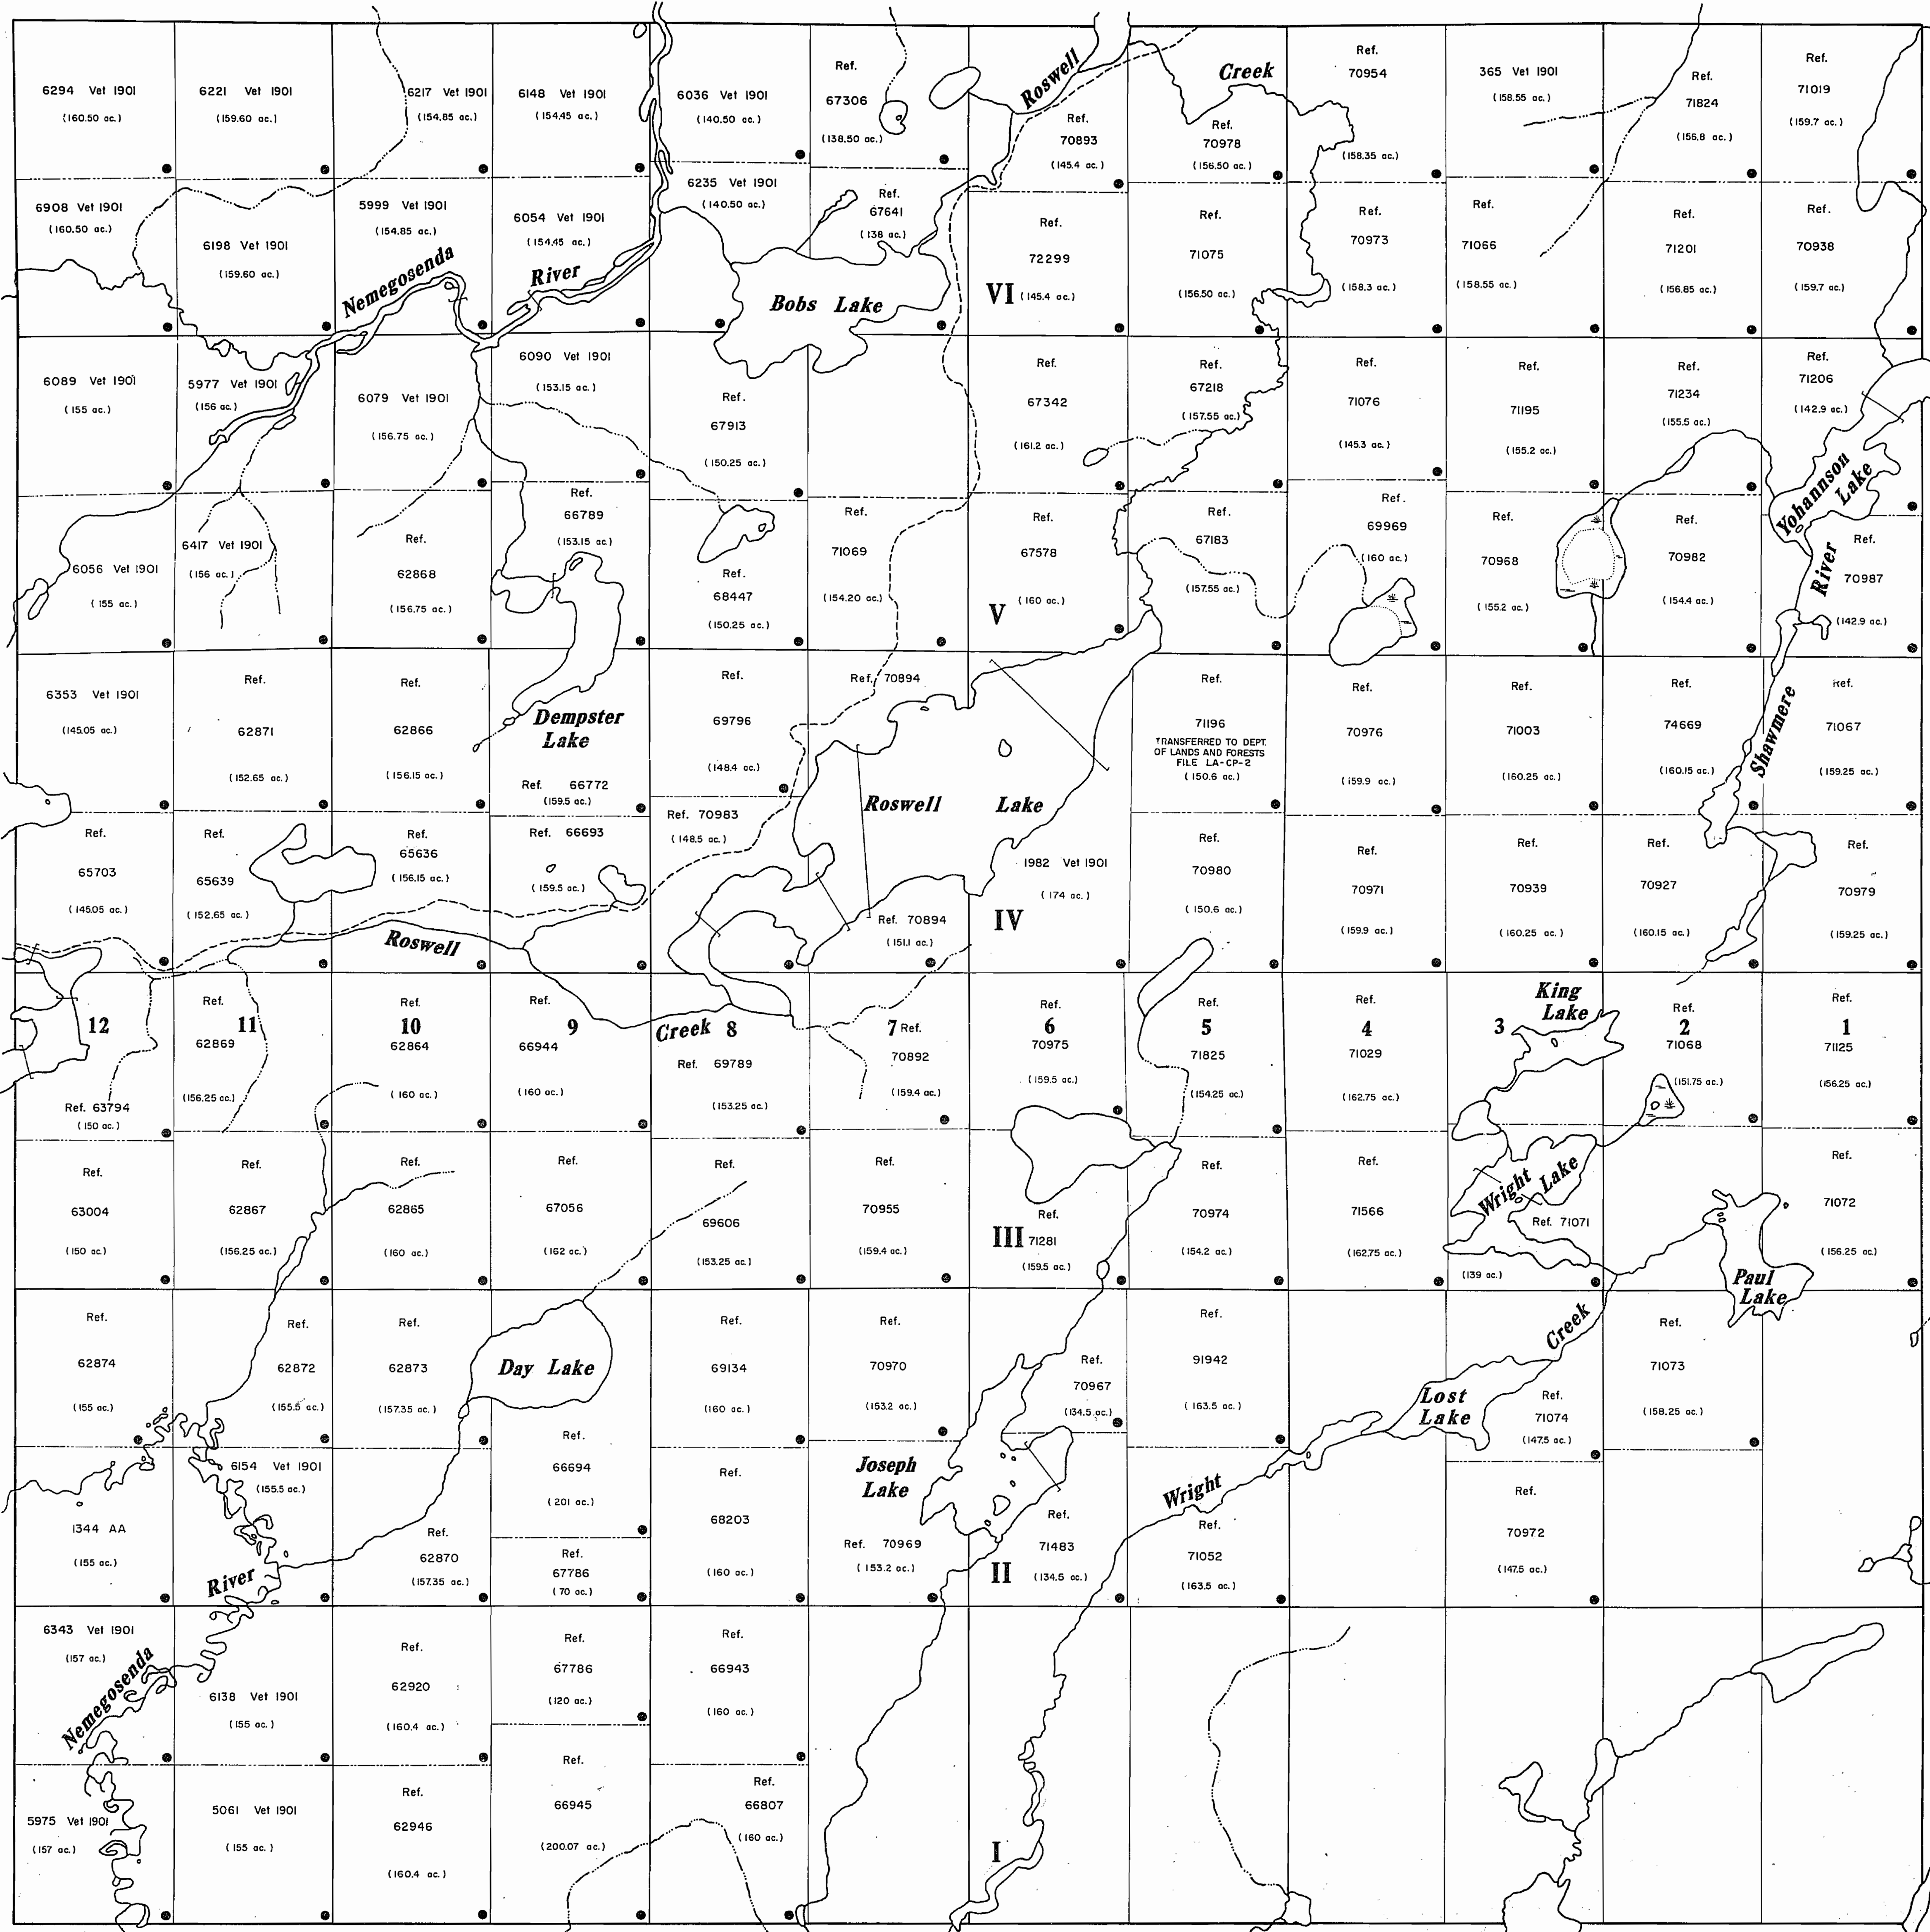 6294 Vet 1901
(160.50 ac.)
6221 Vet 1901
(159.60 ac.)
6217 Vet 1901
(154.85 ac.)
6148 Vet 1901
(154.45 ac.)
6036 Vet 1901
(140.50 ac.)
Ref.
67306
(138.50 ac.)
Roswell
Creek
Ref.
70893
(145.4 ac.)
Ref.
70978
(156.50 ac.)
Ref.
70954
(158.35 ac.)
365 Vet 1901
(158.55 ac.)
Ref.
71824
(156.8 ac.)
Ref.
71019
(159.7 ac.)
6908 Vet 1901
(160.50 ac.)
6198 Vet 1901
(159.60 ac.)
5999 Vet 1901
(154.85 ac.)
6054 Vet 1901
(154.45 ac.)
6235 Vet 1901
(140.50 ac.)
Ref.
67641
(138 ac.)
Nemegosenda
River
Bobs Lake
Ref.
72299
VI
(145.4 ac.)
Ref.
71075
(156.50 ac.)
Ref.
70973
(158.3 ac.)
Ref.
71066
(158.55 ac.)
Ref.
71201
(156.85 ac.)
Ref.
70938
(159.7 ac.)
6089 Vet 1901
(155 ac.)
5977 Vet 1901
(156 ac.)
6079 Vet 1901
(156.75 ac.)
6090 Vet 1901
(153.15 ac.)
Ref.
67913
(150.25 ac.)
Ref.
67342
(161.2 ac.)
Ref.
67218
(157.55 ac.)
Ref.
71076
(145.3 ac.)
Ref.
71195
(155.2 ac.)
Ref.
71234
(155.5 ac.)
Ref.
71206
(142.9 ac.)
Yohannson
Lake
6056 Vet 1901
(155 ac.)
6417 Vet 1901
(156 ac.)
Ref.
62868
(156.75 ac.)
Ref.
66789
(153.15 ac.)
Ref.
68447
(150.25 ac.)
Ref.
71069
(154.20 ac.)
Ref.
67578
V
(160 ac.)
Ref.
67183
(157.55 ac.)
Ref.
69969
(160 ac.)
Ref.
70968
(155.2 ac.)
Ref.
70982
(154.4 ac.)
River
Ref.
70987
(142.9 ac.)
6353 Vet 1901
(145.05 ac.)
Ref.
62871
(152.65 ac.)
Ref.
62866
(156.15 ac.)
Dempster
Lake
Ref. 66772
(159.5 ac.)
Ref.
69796
(148.4 ac.)
Ref. 70894
Roswell Lake
Ref.
71196
TRANSFERRED TO DEPT.
OF LANDS AND FORESTS
FILE LA-CP-2
(150.6 ac.)
Ref.
70976
(159.9 ac.)
Ref.
71003
(160.25 ac.)
Ref.
74669
(160.15 ac.)
Shawmere
Ref.
71067
(159.25 ac.)
Ref.
65703
(145.05 ac.)
Ref.
65639
(152.65 ac.)
Ref.
65636
(156.15 ac.)
Ref. 66693
(159.5 ac.)
Ref. 70983
(148.5 ac.)
Ref. 70894
(151.1 ac.)
1982 Vet 1901
(174 ac.)
IV
Ref.
70980
(150.6 ac.)
Ref.
70971
(159.9 ac.)
Ref.
70939
(160.25 ac.)
Ref.
70927
(160.15 ac.)
Ref.
70979
(159.25 ac.)
Roswell
Creek
12
Ref. 63794
(150 ac.)
Ref.
11
62869
(156.25 ac.)
Ref.
10
62864
(160 ac.)
Ref.
9
66944
(160 ac.)
8
Ref. 69789
(153.25 ac.)
7 Ref.
70892
(159.4 ac.)
Ref.
6
70975
(159.5 ac.)
Ref.
5
71825
(154.25 ac.)
Ref.
4
71029
(162.75 ac.)
King
Lake
3
Ref.
2
71068
(151.75 ac.)
Ref.
1
71125
(156.25 ac.)
Ref.
63004
(150 ac.)
Ref.
62867
(156.25 ac.)
Ref.
62865
(160 ac.)
Ref.
67056
(162 ac.)
Ref.
69606
(153.25 ac.)
Ref.
70955
(159.4 ac.)
Ref.
III 71281
(159.5 ac.)
Ref.
70974
(154.2 ac.)
Ref.
71566
(162.75 ac.)
Wright Lake
Ref. 71071
(139 ac.)
Ref.
71072
(156.25 ac.)
Paul
Lake
Ref.
62874
(155 ac.)
Ref.
62872
(155.5 ac.)
Ref.
62873
(157.35 ac.)
Day Lake
Ref.
69134
(160 ac.)
Ref.
70970
(153.2 ac.)
Ref.
70967
(134.5 ac.)
Ref.
91942
(163.5 ac.)
Lost
Lake
Creek
Ref.
71074
(147.5 ac.)
Ref.
71073
(158.25 ac.)
1344 AA
(155 ac.)
6154 Vet 1901
(155.5 ac.)
River
Ref.
62870
(157.35 ac.)
Ref.
66694
(201 ac.)
Ref.
67786
(70 ac.)
Ref.
68203
(160 ac.)
Joseph
Lake
Ref. 70969
(153.2 ac.)
Ref.
71483
II
(134.5 ac.)
Wright
Ref.
71052
(163.5 ac.)
Ref.
70972
(147.5 ac.)
6343 Vet 1901
(157 ac.)
Nemegosenda
6138 Vet 1901
(155 ac.)
Ref.
62920
(160.4 ac.)
Ref.
67786
(120 ac.)
Ref.
66943
(160 ac.)
5975 Vet 1901
(157 ac.)
5061 Vet 1901
(155 ac.)
Ref.
62946
(160.4 ac.)
Ref.
66945
(200.07 ac.)
Ref.
66807
(160 ac.)
I